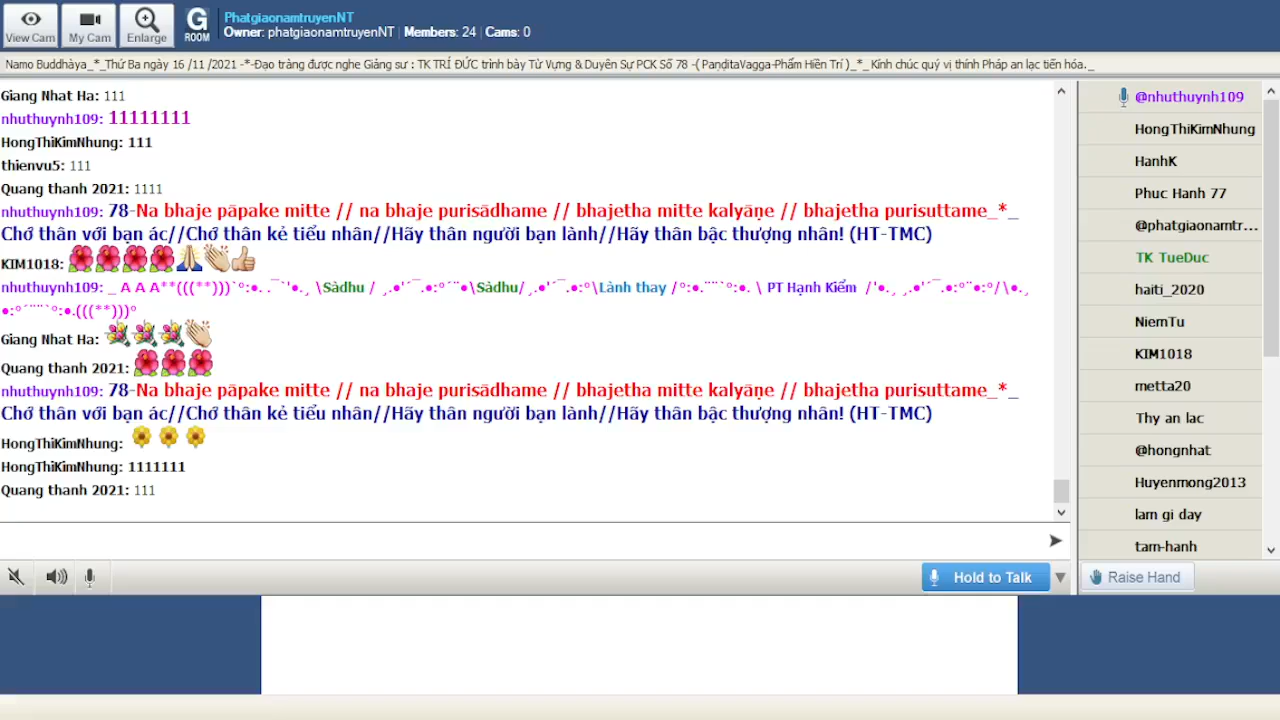 View Cam
My Cam
Enlarge
G
ROOM
PhatgiaonamtruyenNT
Owner: phatgiaonamtruyenNT | Members: 24 | Cams: 0
Namo Buddhàya_*_Thứ Ba ngày 16 /11 /2021 -*-Đạo tràng được nghe Giảng sư : TK TRÍ ĐỨC trình bày Từ Vựng & Duyên Sự PCK Số 78 -( PaṇḍitaVagga-Phẩm Hiền Trí )_*_ Kính chúc quý vị thính Pháp an lạc tiến hóa._
Giang Nhat Ha: 111
nhuthuynh109: 11111111
HongThiKimNhung: 111
thienvu5: 111
Quang thanh 2021: 1111
nhuthuynh109: 78-Na bhaje pāpake mitte // na bhaje purisādhame // bhajetha mitte kalyāṇe // bhajetha purisuttame_*_
Chớ thân với bạn ác//Chớ thân kẻ tiểu nhân//Hãy thân người bạn lành//Hãy thân bậc thượng nhân! (HT-TMC)
KIM1018: 🌺🌺🌺🌺🙏👏👍
nhuthuynh109: _ A A A**(((**)))`°:•. .¯`'•.¸ \Sàdhu / ¸.•'´¯.•:°´¨•\Sàdhu/¸.•'´¯.•:°\Lành thay /°:•.¨¨`°:•. \ PT Hạnh Kiểm /'•.¸ ¸.•'´¯.•:°¨•:°/\•.¸
•:°´¨¨`°:•.(((**)))°
Giang Nhat Ha: 💐💐💐👏
Quang thanh 2021: 🌺🌺🌺
nhuthuynh109: 78-Na bhaje pāpake mitte // na bhaje purisādhame // bhajetha mitte kalyāṇe // bhajetha purisuttame_*_
Chớ thân với bạn ác//Chớ thân kẻ tiểu nhân//Hãy thân người bạn lành//Hãy thân bậc thượng nhân! (HT-TMC)
HongThiKimNhung: 🌼🌼🌼
HongThiKimNhung: 1111111
Quang thanh 2021: 111
Hold to Talk
@nhuthuynh109
HongThiKimNhung
HanhK
Phuc Hanh 77
@phatgiaonamtr...
TK TueDuc
haiti_2020
NiemTu
KIM1018
metta20
Thy an lac
@hongnhat
Huyenmong2013
lam gi day
tam-hanh
Raise Hand